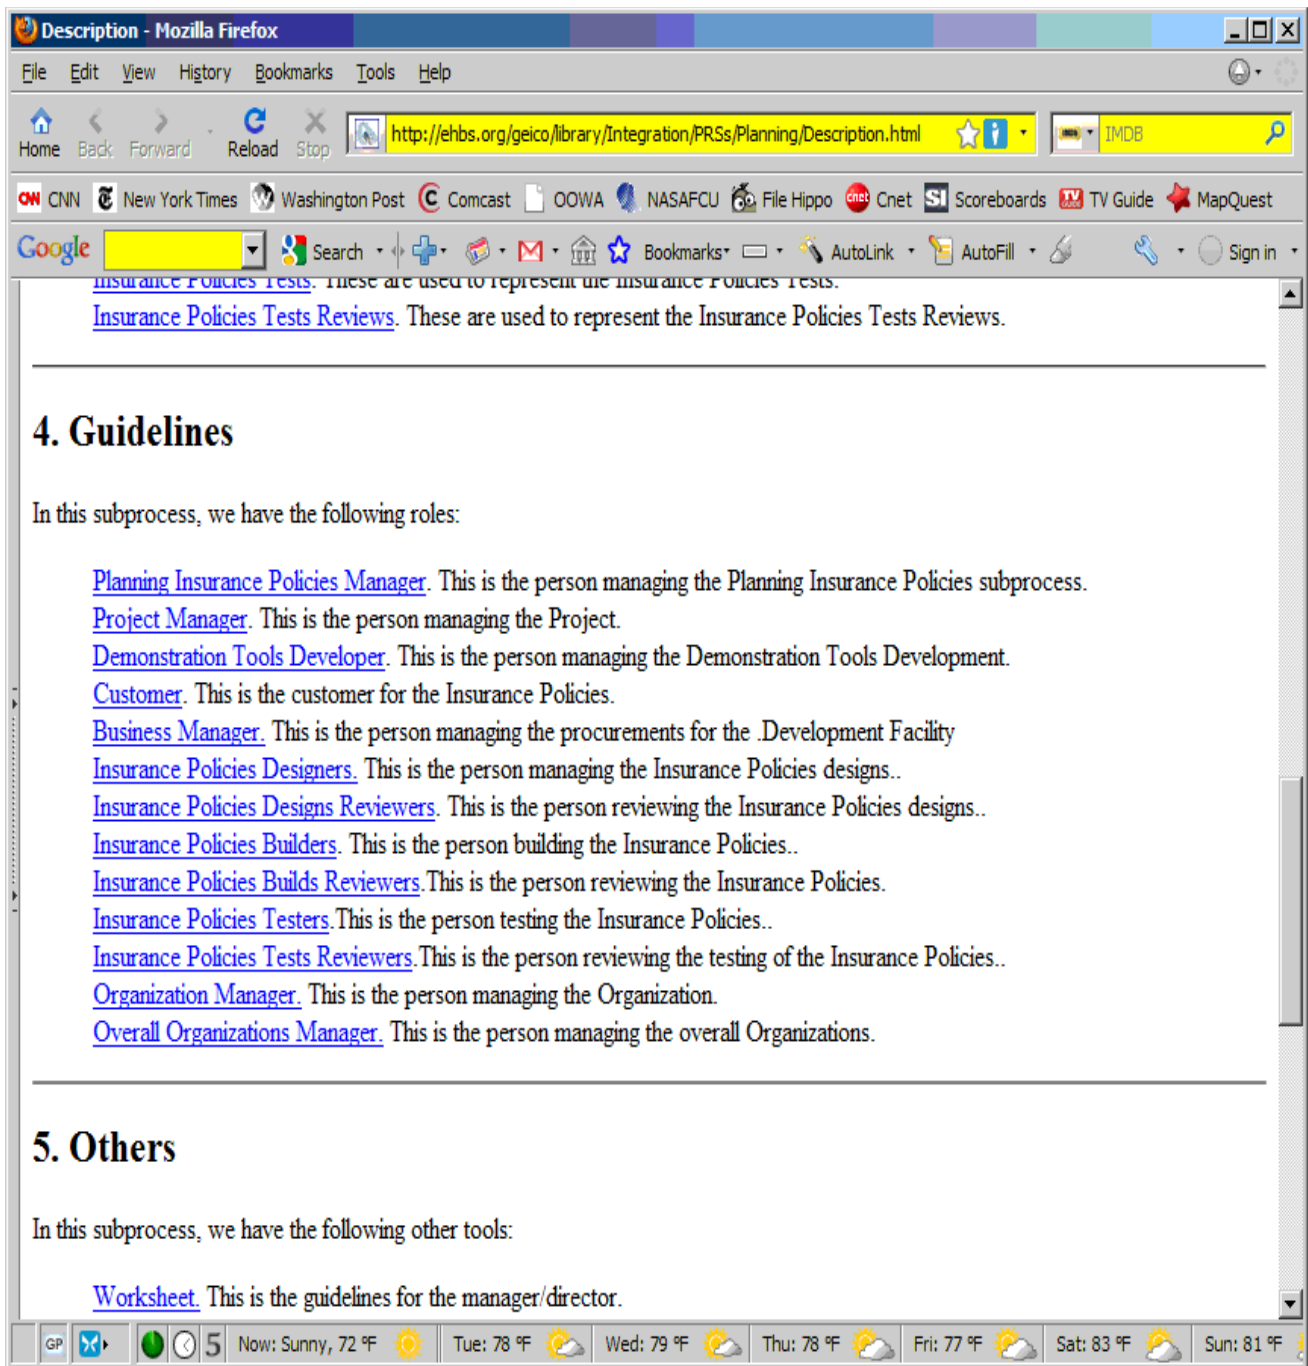 Description - Mozilla Firefox
File Edit View History Bookmarks Tools Help
http://ehbs.org/geico/library/Integration/PRSs/Planning/Description.html IMDB
Home Back Forward Reload Stop
CNN New York Times Washington Post Comcast OOWA NASAFCU File Hippo Cnet Scoreboards TV Guide MapQuest
Google Search Bookmarks AutoLink AutoFill Sign in
Insurance Policies Tests. These are used to represent the Insurance Policies Tests.
Insurance Policies Tests Reviews. These are used to represent the Insurance Policies Tests Reviews.
4. Guidelines
In this subprocess, we have the following roles:
Planning Insurance Policies Manager. This is the person managing the Planning Insurance Policies subprocess.
Project Manager. This is the person managing the Project.
Demonstration Tools Developer. This is the person managing the Demonstration Tools Development.
Customer. This is the customer for the Insurance Policies.
Business Manager. This is the person managing the procurements for the .Development Facility
Insurance Policies Designers. This is the person managing the Insurance Policies designs..
Insurance Policies Designs Reviewers. This is the person reviewing the Insurance Policies designs..
Insurance Policies Builders. This is the person building the Insurance Policies..
Insurance Policies Builds Reviewers.This is the person reviewing the Insurance Policies.
Insurance Policies Testers.This is the person testing the Insurance Policies..
Insurance Policies Tests Reviewers.This is the person reviewing the testing of the Insurance Policies..
Organization Manager. This is the person managing the Organization.
Overall Organizations Manager. This is the person managing the overall Organizations.
5. Others
In this subprocess, we have the following other tools:
Worksheet. This is the guidelines for the manager/director.
GP 5 Now: Sunny, 72 °F Tue: 78 °F Wed: 79 °F Thu: 78 °F Fri: 77 °F Sat: 83 °F Sun: 81 °F